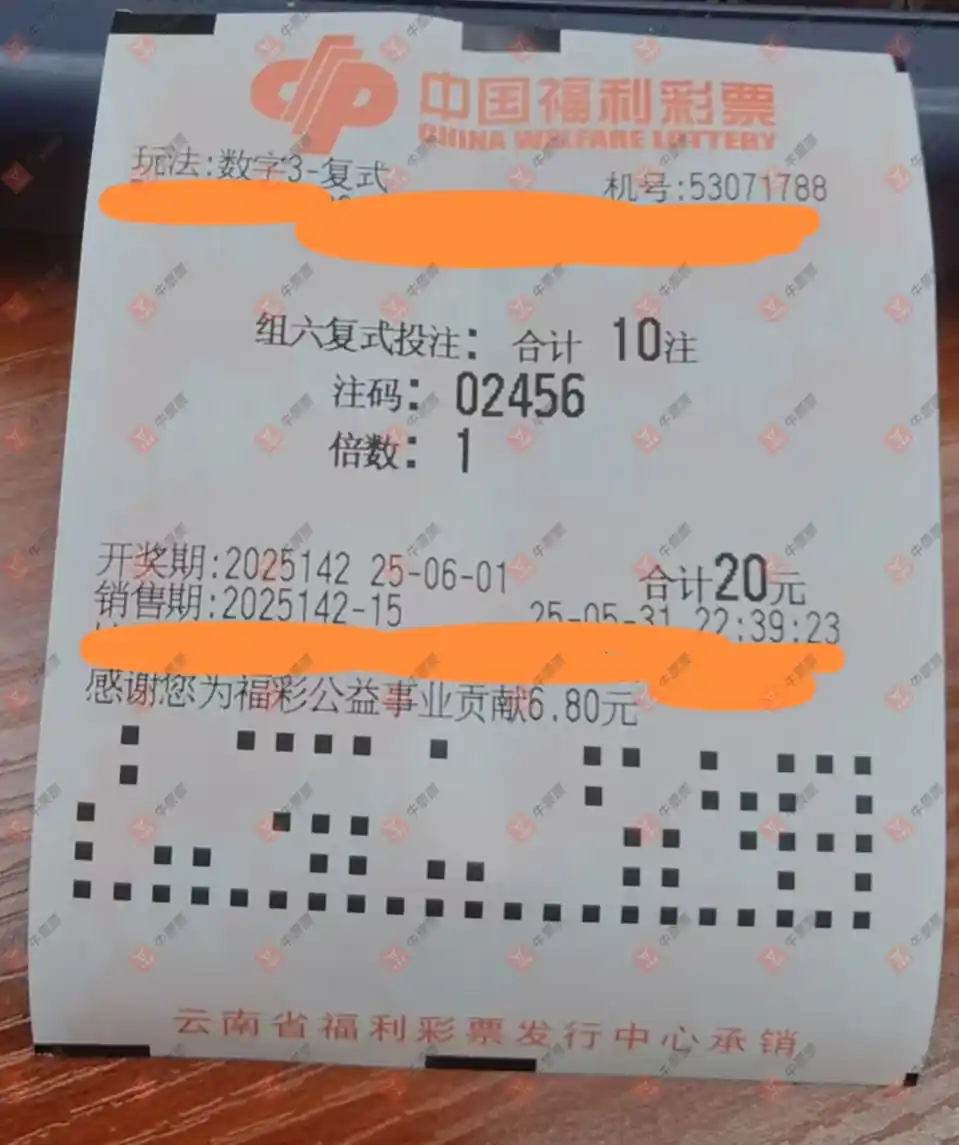 中国福利彩票
CHINA WELFARE LOTTERY
玩法:数字3-复式
机号:53071788
组六复式投注: 合计 10注
注码: 02456
倍数: 1
开奖期:2025142 25-06-01 合计20元
销售期:2025142-15 25-05-31 22:39:23
感谢您为福彩公益事业贡献6.80元
云南省福利彩票发行中心承销